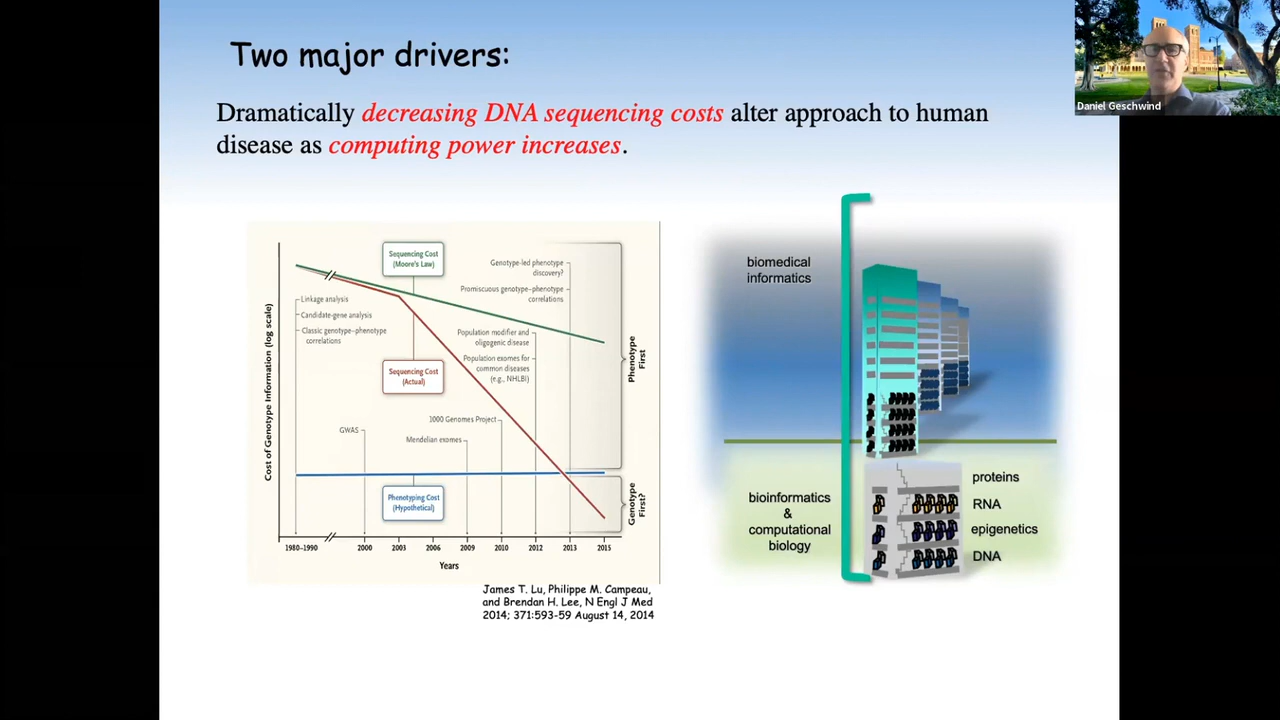 Two major drivers:
Daniel Geschwind
Dramatically decreasing DNA sequencing costs alter approach to human
disease as computing power increases.
Cost of Genotype Information (log scale)
Sequencing Cost
(Moore's Law)
Linkage analysis
Candidate-gene analysis
Classic genotype–phenotype
correlations
Sequencing Cost
(Actual)
Genotype-led phenotype
discovery?
Promiscuous genotype–phenotype
correlations
Population modifier and
oligogenic disease
Population exomes for
common diseases
(e.g., NHLBI)
1000 Genomes Project
GWAS
Mendelian exomes
Phenotyping Cost
(Hypothetical)
Phenotype
First
Genotype
First?
1980–1990 2000 2003 2006 2009 2010 2012 2013 2015
Years
James T. Lu, Philippe M. Campeau,
and Brendan H. Lee, N Engl J Med
2014; 371:593-59 August 14, 2014
biomedical
informatics
bioinformatics
&
computational
biology
proteins
RNA
epigenetics
DNA